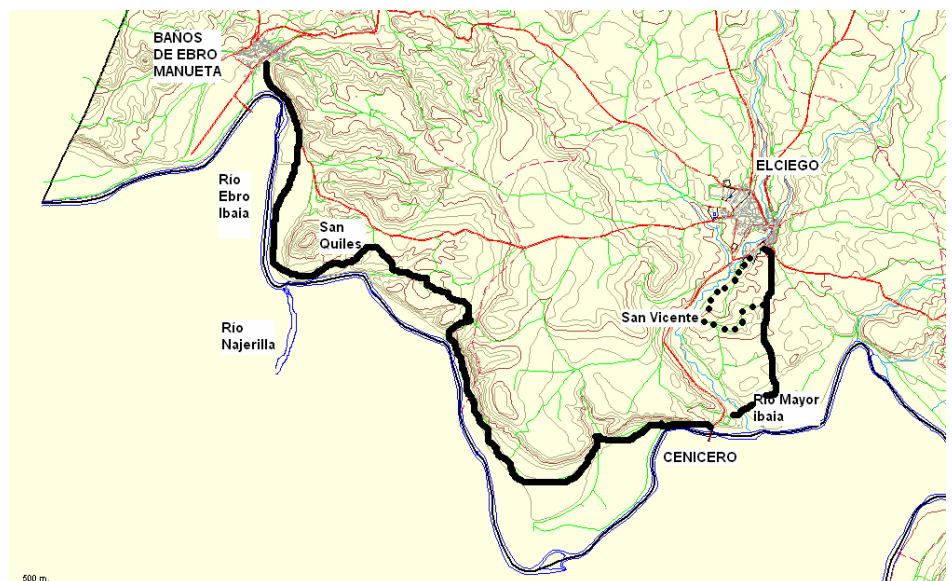 BAÑOS
DE EBRO
MANUETA
ELCIEGO
Río
Ebro
Ibaia
San
Quiles
San Vicente
Río
Najerilla
Río Mayor
ibaia
CENICERO
500 m.